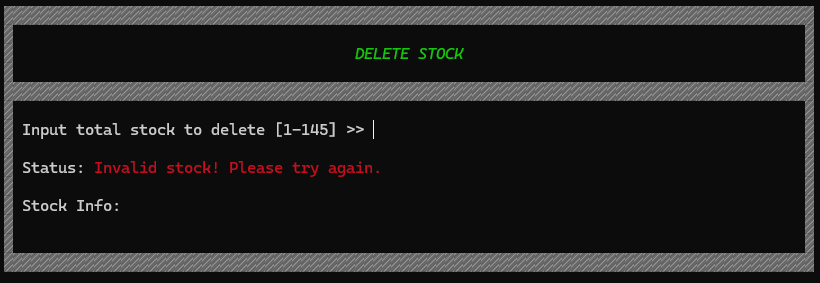 DELETE STOCK
Input total stock to delete [1-145] >>
Status: Invalid stock! Please try again.
Stock Info: